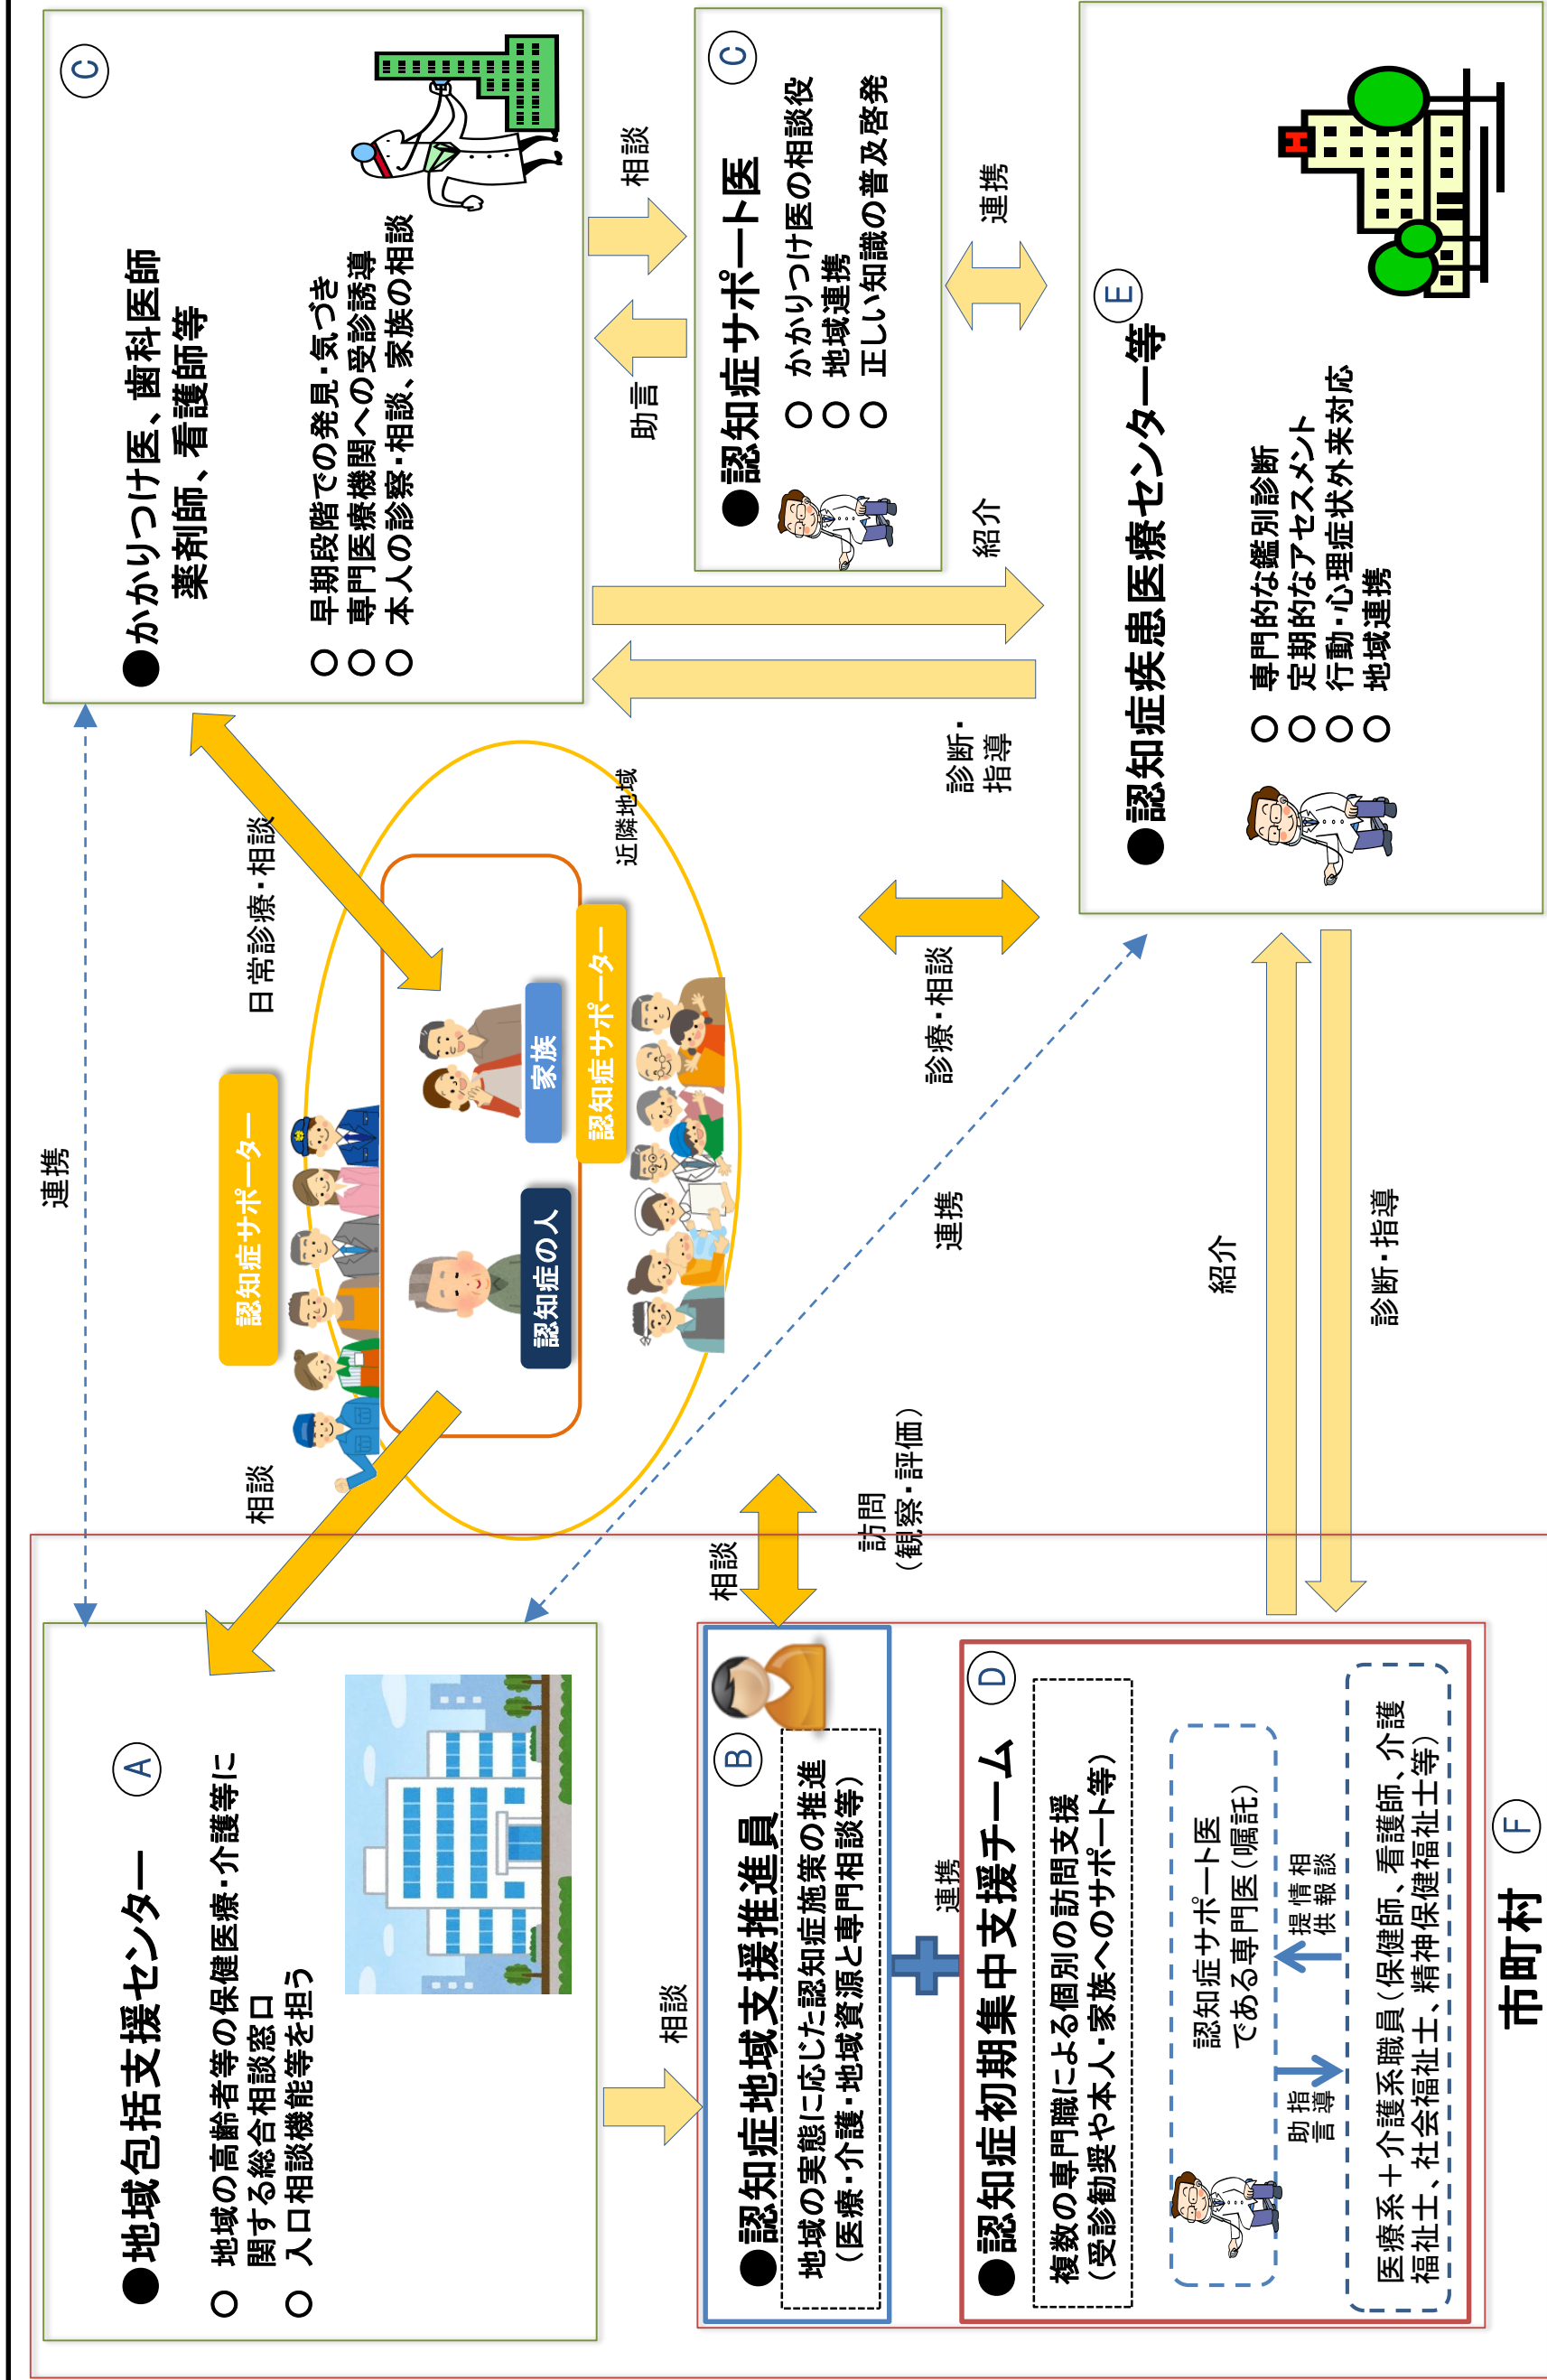 ●地域包括支援センター
A
○ 地域の高齢者等の保健医療・介護等に
関する総合相談窓口
○ 入口相談機能等を担う
連携
●かかりつけ医、歯科医師
薬剤師、看護師等
C
○ 早期段階での発見・気づき
○ 専門医療機関への受診誘導
○ 本人の診察・相談、家族の相談
相談
認知症サポーター
日常診療・相談
認知症の人
家族
認知症サポーター
近隣地域
助言
相談
●認知症サポート医
C
○ かかりつけ医の相談役
○ 地域連携
○ 正しい知識の普及啓発
相談
相談
訪問
（観察・評価）
診療・相談
連携
診断・
指導
紹介
連携
●認知症地域支援推進員
B
地域の実態に応じた認知症施策の推進
（医療・介護・地域資源と専門相談等）
連携
●認知症初期集中支援チーム
D
複数の専門職による個別の訪問支援
（受診勧奨や本人・家族へのサポート等）
認知症サポート医
である専門医（嘱託）
助言
指導
情報
提供
相談
医療系＋介護系職員（保健師、看護師、介護
福祉士、社会福祉士、精神保健福祉士等）
紹介
診断・指導
●認知症疾患医療センター等
E
○ 専門的な鑑別診断
○ 定期的なアセスメント
○ 行動・心理症状外来対応
○ 地域連携
H
市町村
F